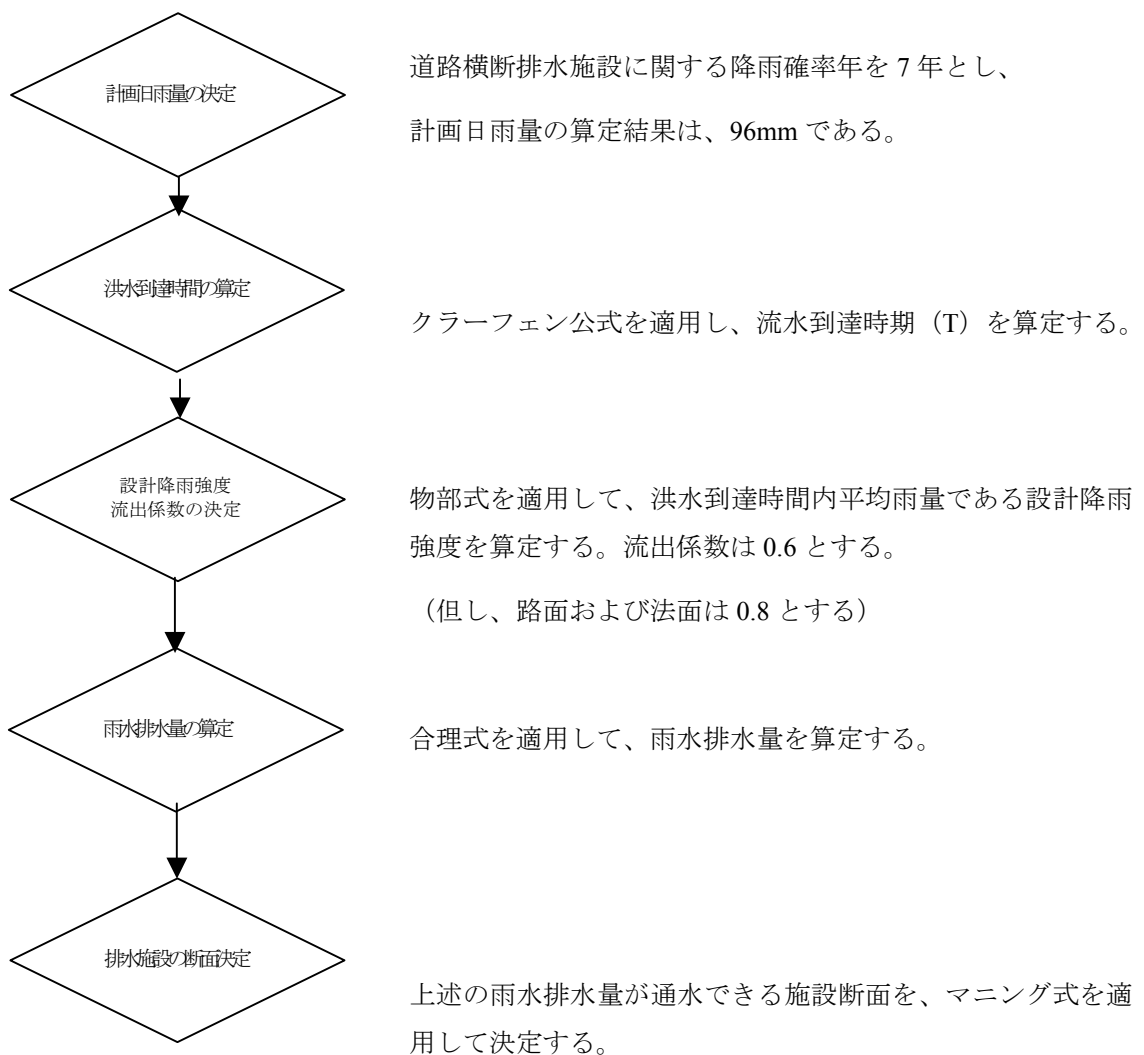 計画日雨量の決定
道路横断排水施設に関する降雨確率年を 7 年とし、
計画日雨量の算定結果は、96mm である。
洪水到達時間の算定
クラーフェン公式を適用し、流水到達時期（T）を算定する。
設計降雨強度
流出係数の決定
物部式を適用して、洪水到達時間内平均雨量である設計降雨
強度を算定する。流出係数は 0.6 とする。
（但し、路面および法面は 0.8 とする）
雨水排水量の算定
合理式を適用して、雨水排水量を算定する。
排水施設の断面決定
上述の雨水排水量が通水できる施設断面を、マニング式を適
用して決定する。